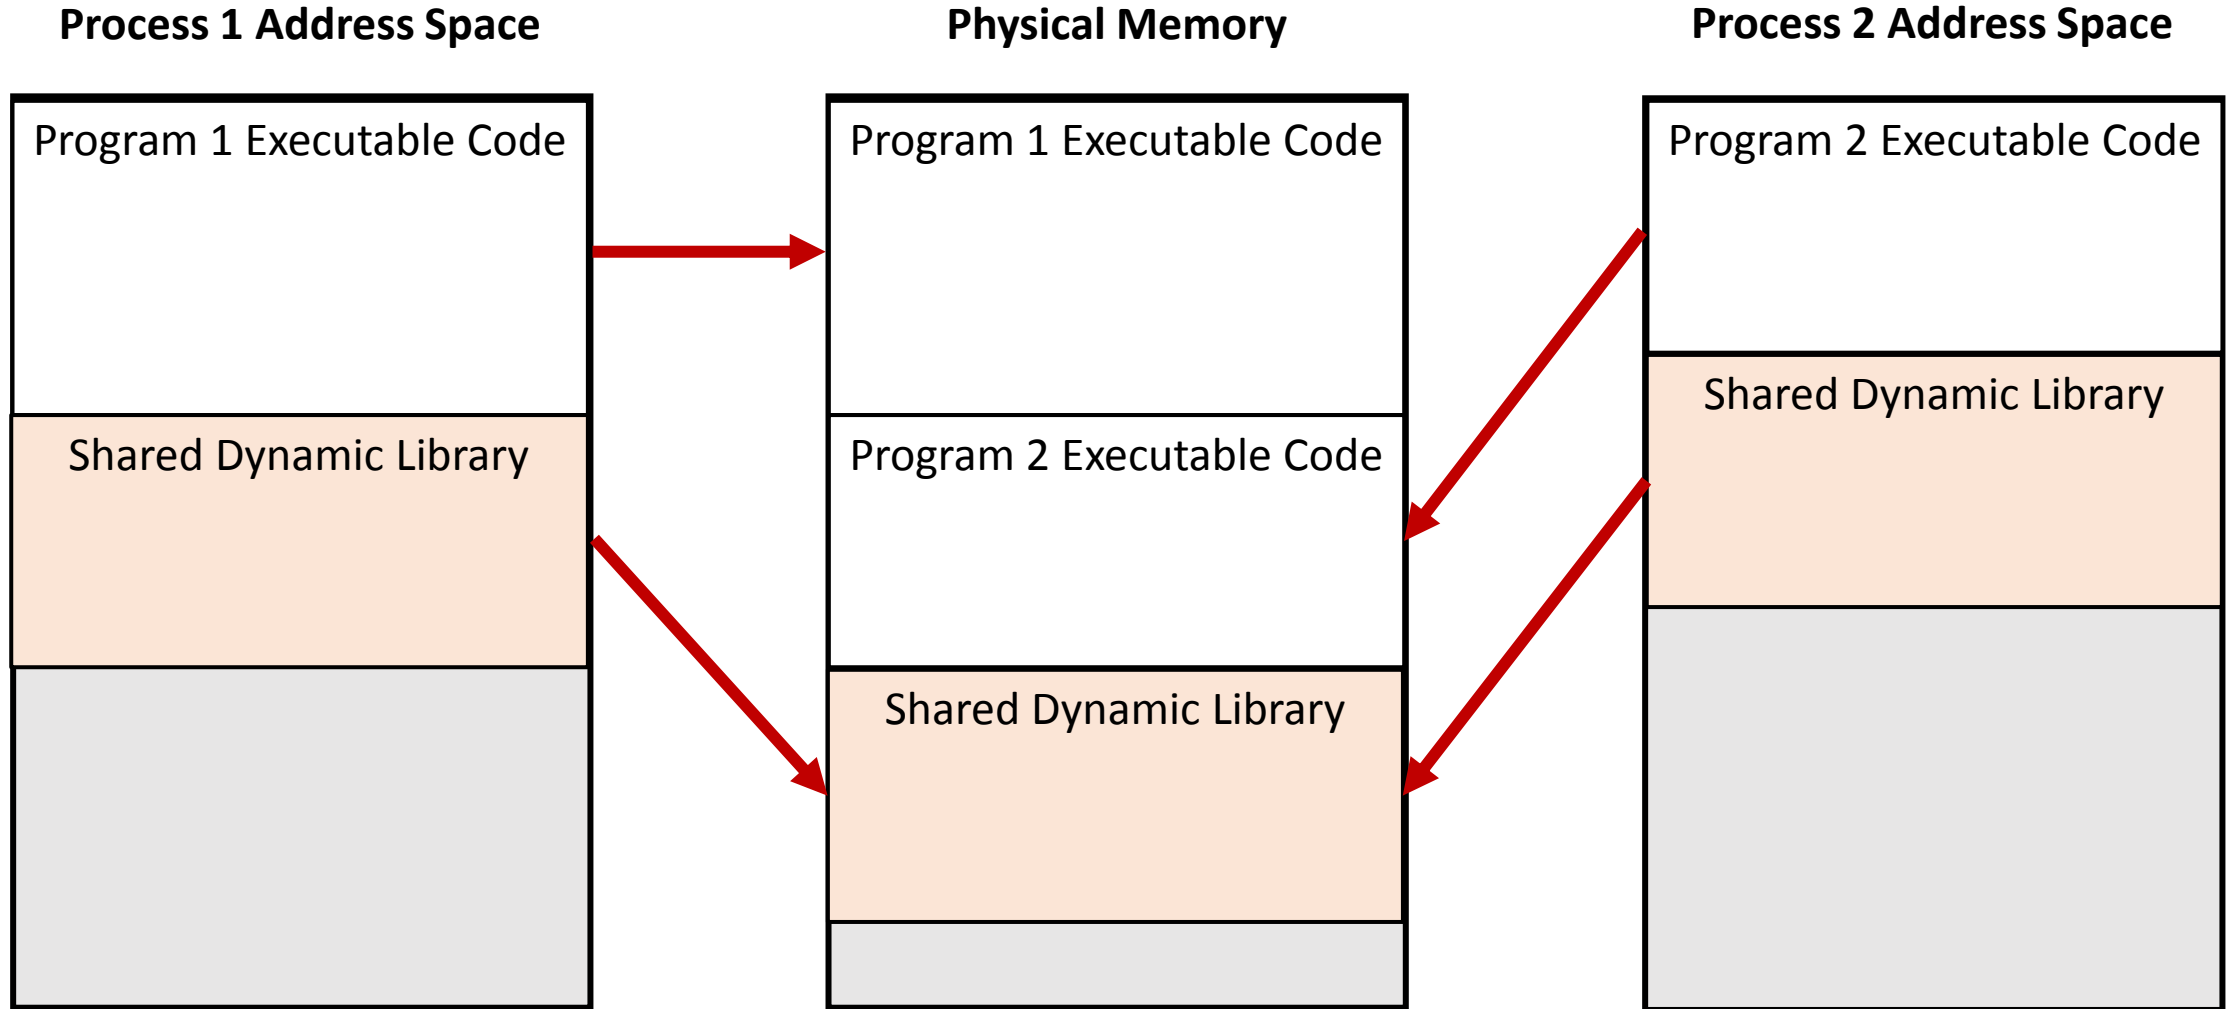 Process 1 Address Space
Physical Memory
Process 2 Address Space
Program 1 Executable Code
Program 1 Executable Code
Program 2 Executable Code
Shared Dynamic Library
Shared Dynamic Library
Program 2 Executable Code
Shared Dynamic Library